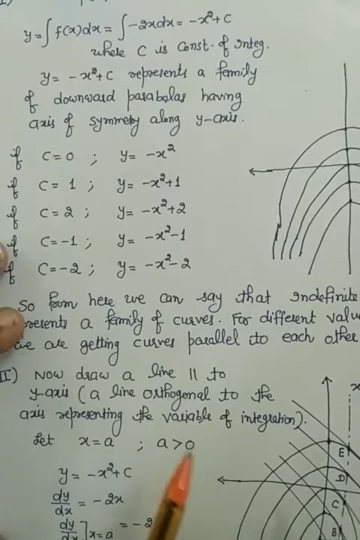 y = ∫ f(x)dx = ∫ -2x dx = -x² + C
where C is Const. of Integ.
y = -x² + C represents a family
of downward parabolas having
axis of symmetry along y-axis.
if C = 0 ; y = -x²
if C = 1 ; y = -x²+1
if C = 2 ; y = -x²+2
if C = -1 ; y = -x²-1
if C = -2 ; y = -x²-2
So form here we can say that Indefinite
represents a family of curves. For different value
we are getting curves parallel to each other
II) Now draw a line || to
y-axis (a line orthogonal to the
axis representing the variable of integration).
Let x = a ; a > 0
y = -x² + C
dy/dx = -2x
dy/dx]x=a = -2
x
E
D
C
B